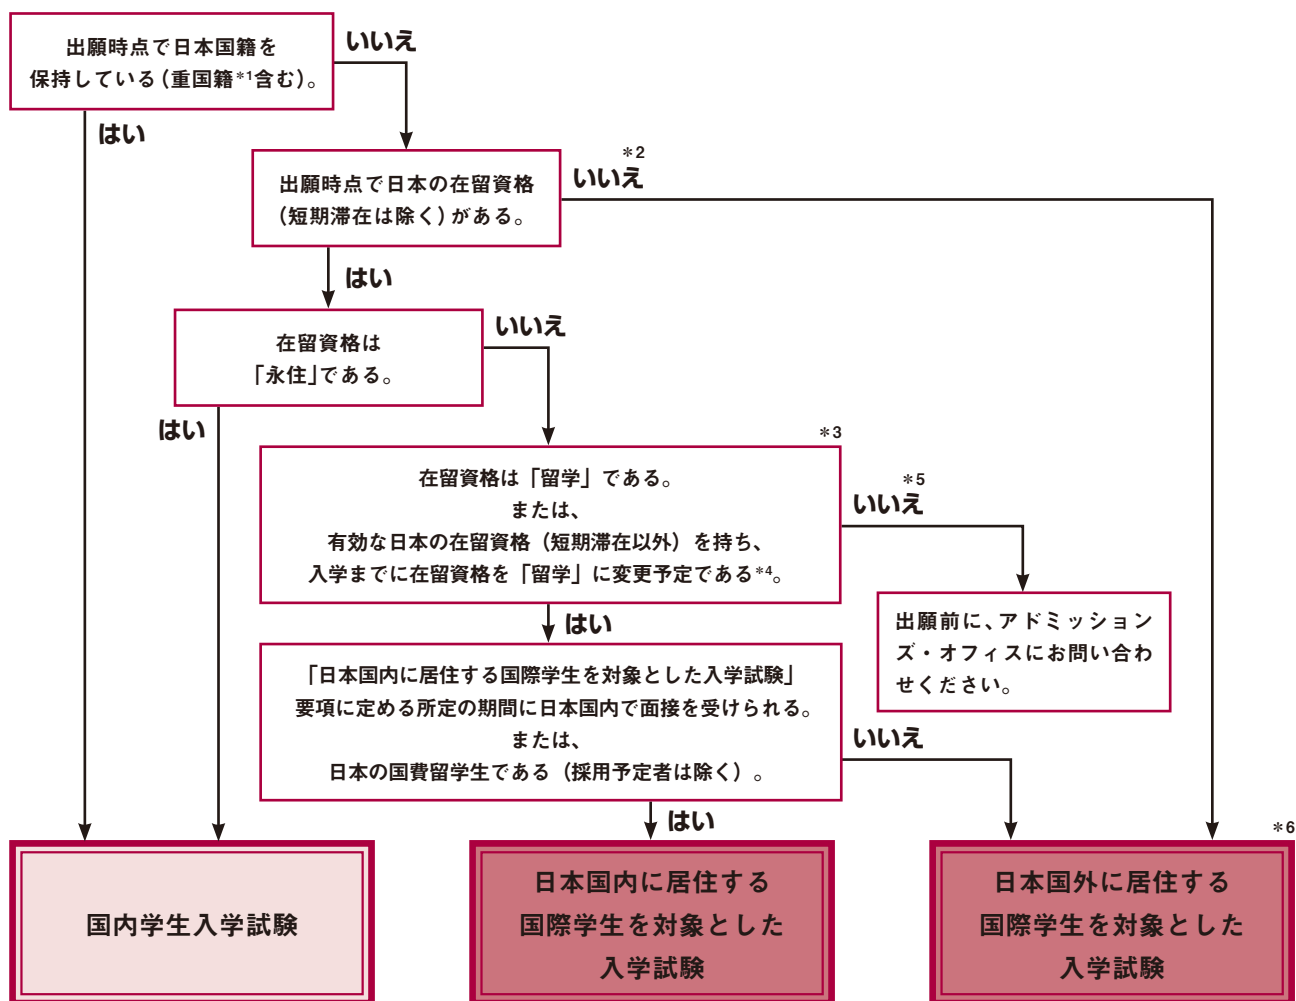 出願時点で日本国籍を
保持している(重国籍*1含む)。
いいえ
はい
出願時点で日本の在留資格
(短期滞在は除く)がある。
*2
いいえ
はい
在留資格は
「永住」である。
いいえ
はい
*3
在留資格は「留学」である。
または、
有効な日本の在留資格(短期滞在以外)を持ち、
入学までに在留資格を「留学」に変更予定である*4。
*5
いいえ
はい
出願前に、アドミッション
ズ・オフィスにお問い合わ
せください。
「日本国内に居住する国際学生を対象とした入学試験」
要項に定める所定の期間に日本国内で面接を受けられる。
または、
日本の国費留学生である(採用予定者は除く)。
いいえ
はい
国内学生入学試験
日本国内に居住する
国際学生を対象とした
入学試験
*6
日本国外に居住する
国際学生を対象とした
入学試験